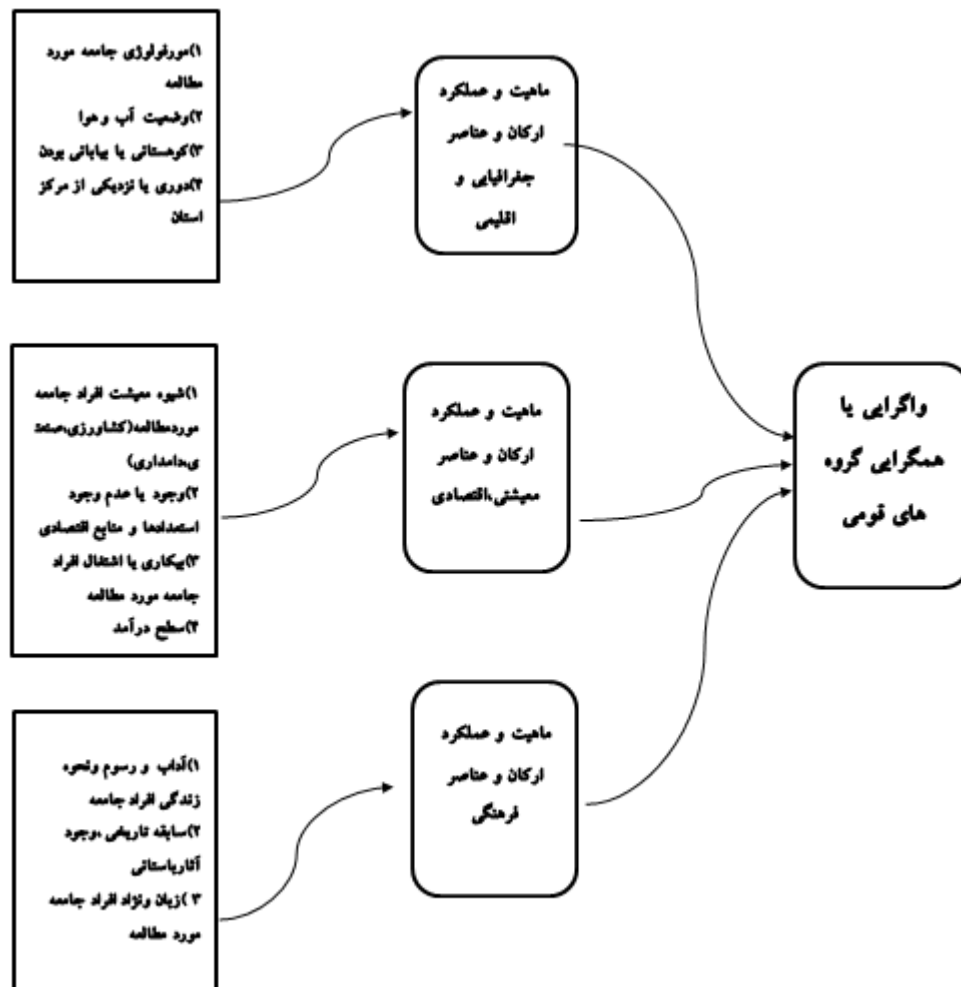 ۱)مورفولوژی جامعه مورد
مطالعه
۲)وضعیت آب و هوا
۳)کوهستانی یا بیابانی بودن
۴)دوری یا نزدیکی از مرکز
استان
ماهیت و عملکرد
ارکان و عناصر
جغرافیایی و
اقلیمی
۱)شیوه معیشت افراد جامعه
موردمطالعه(کشاورزی،صنعت
ی،دامداری)
۲)وجود یا عدم وجود
استعدادها و منابع اقتصادی
۳)بیکاری یا اشتغال افراد
جامعه مورد مطالعه
۴)سطح درآمد
ماهیت و عملکرد
ارکان و عناصر
معیشتی،اقتصادی
واگرایی یا
همگرایی گروه
های قومی
۱)آداب و رسوم ونحوه
زندگی افراد جامعه
۲)سابقه تاریخی ،وجود
آثارباستانی
۳ )زبان ونژاد افراد جامعه
مورد مطالعه
ماهیت و عملکرد
ارکان و عناصر
فرهنگی